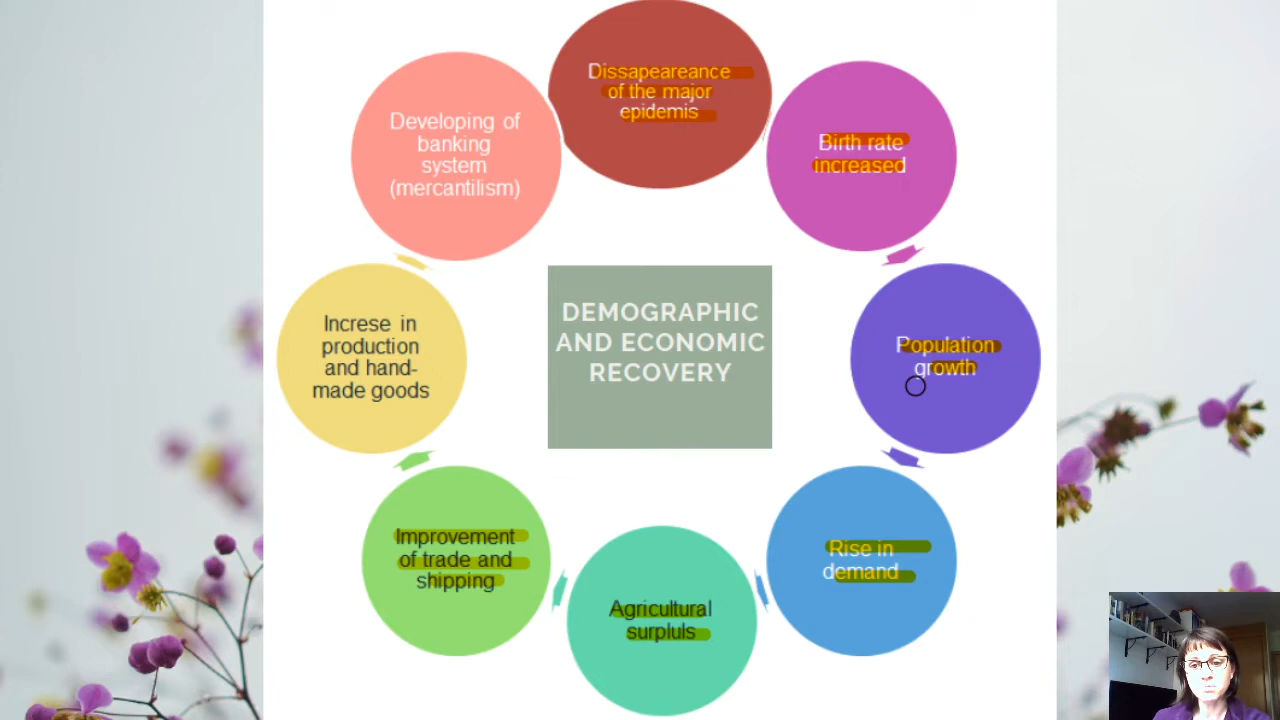 Dissapeareance
of the major
epidemis
Birth rate
increased
Population
growth
Rise in
demand
Agricultural
surpluls
Improvement
of trade and
shipping
Increse in
production
and hand-
made goods
Developing of
banking
system
(mercantilism)
DEMOGRAPHIC
AND ECONOMIC
RECOVERY